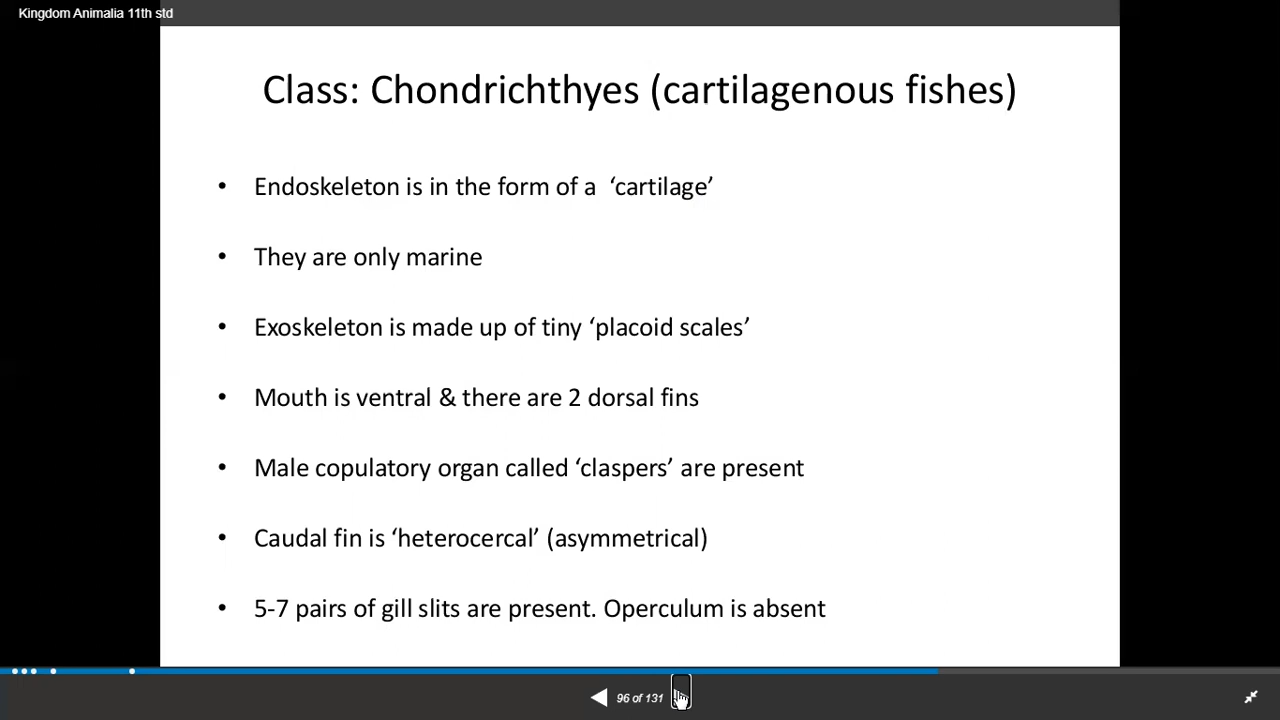 Kingdom Animalia 11th std
Class: Chondrichthyes (cartilagenous fishes)
• Endoskeleton is in the form of a ‘cartilage’
• They are only marine
• Exoskeleton is made up of tiny ‘placoid scales’
• Mouth is ventral & there are 2 dorsal fins
• Male copulatory organ called ‘claspers’ are present
• Caudal fin is ‘heterocercal’ (asymmetrical)
• 5-7 pairs of gill slits are present. Operculum is absent
96 of 131